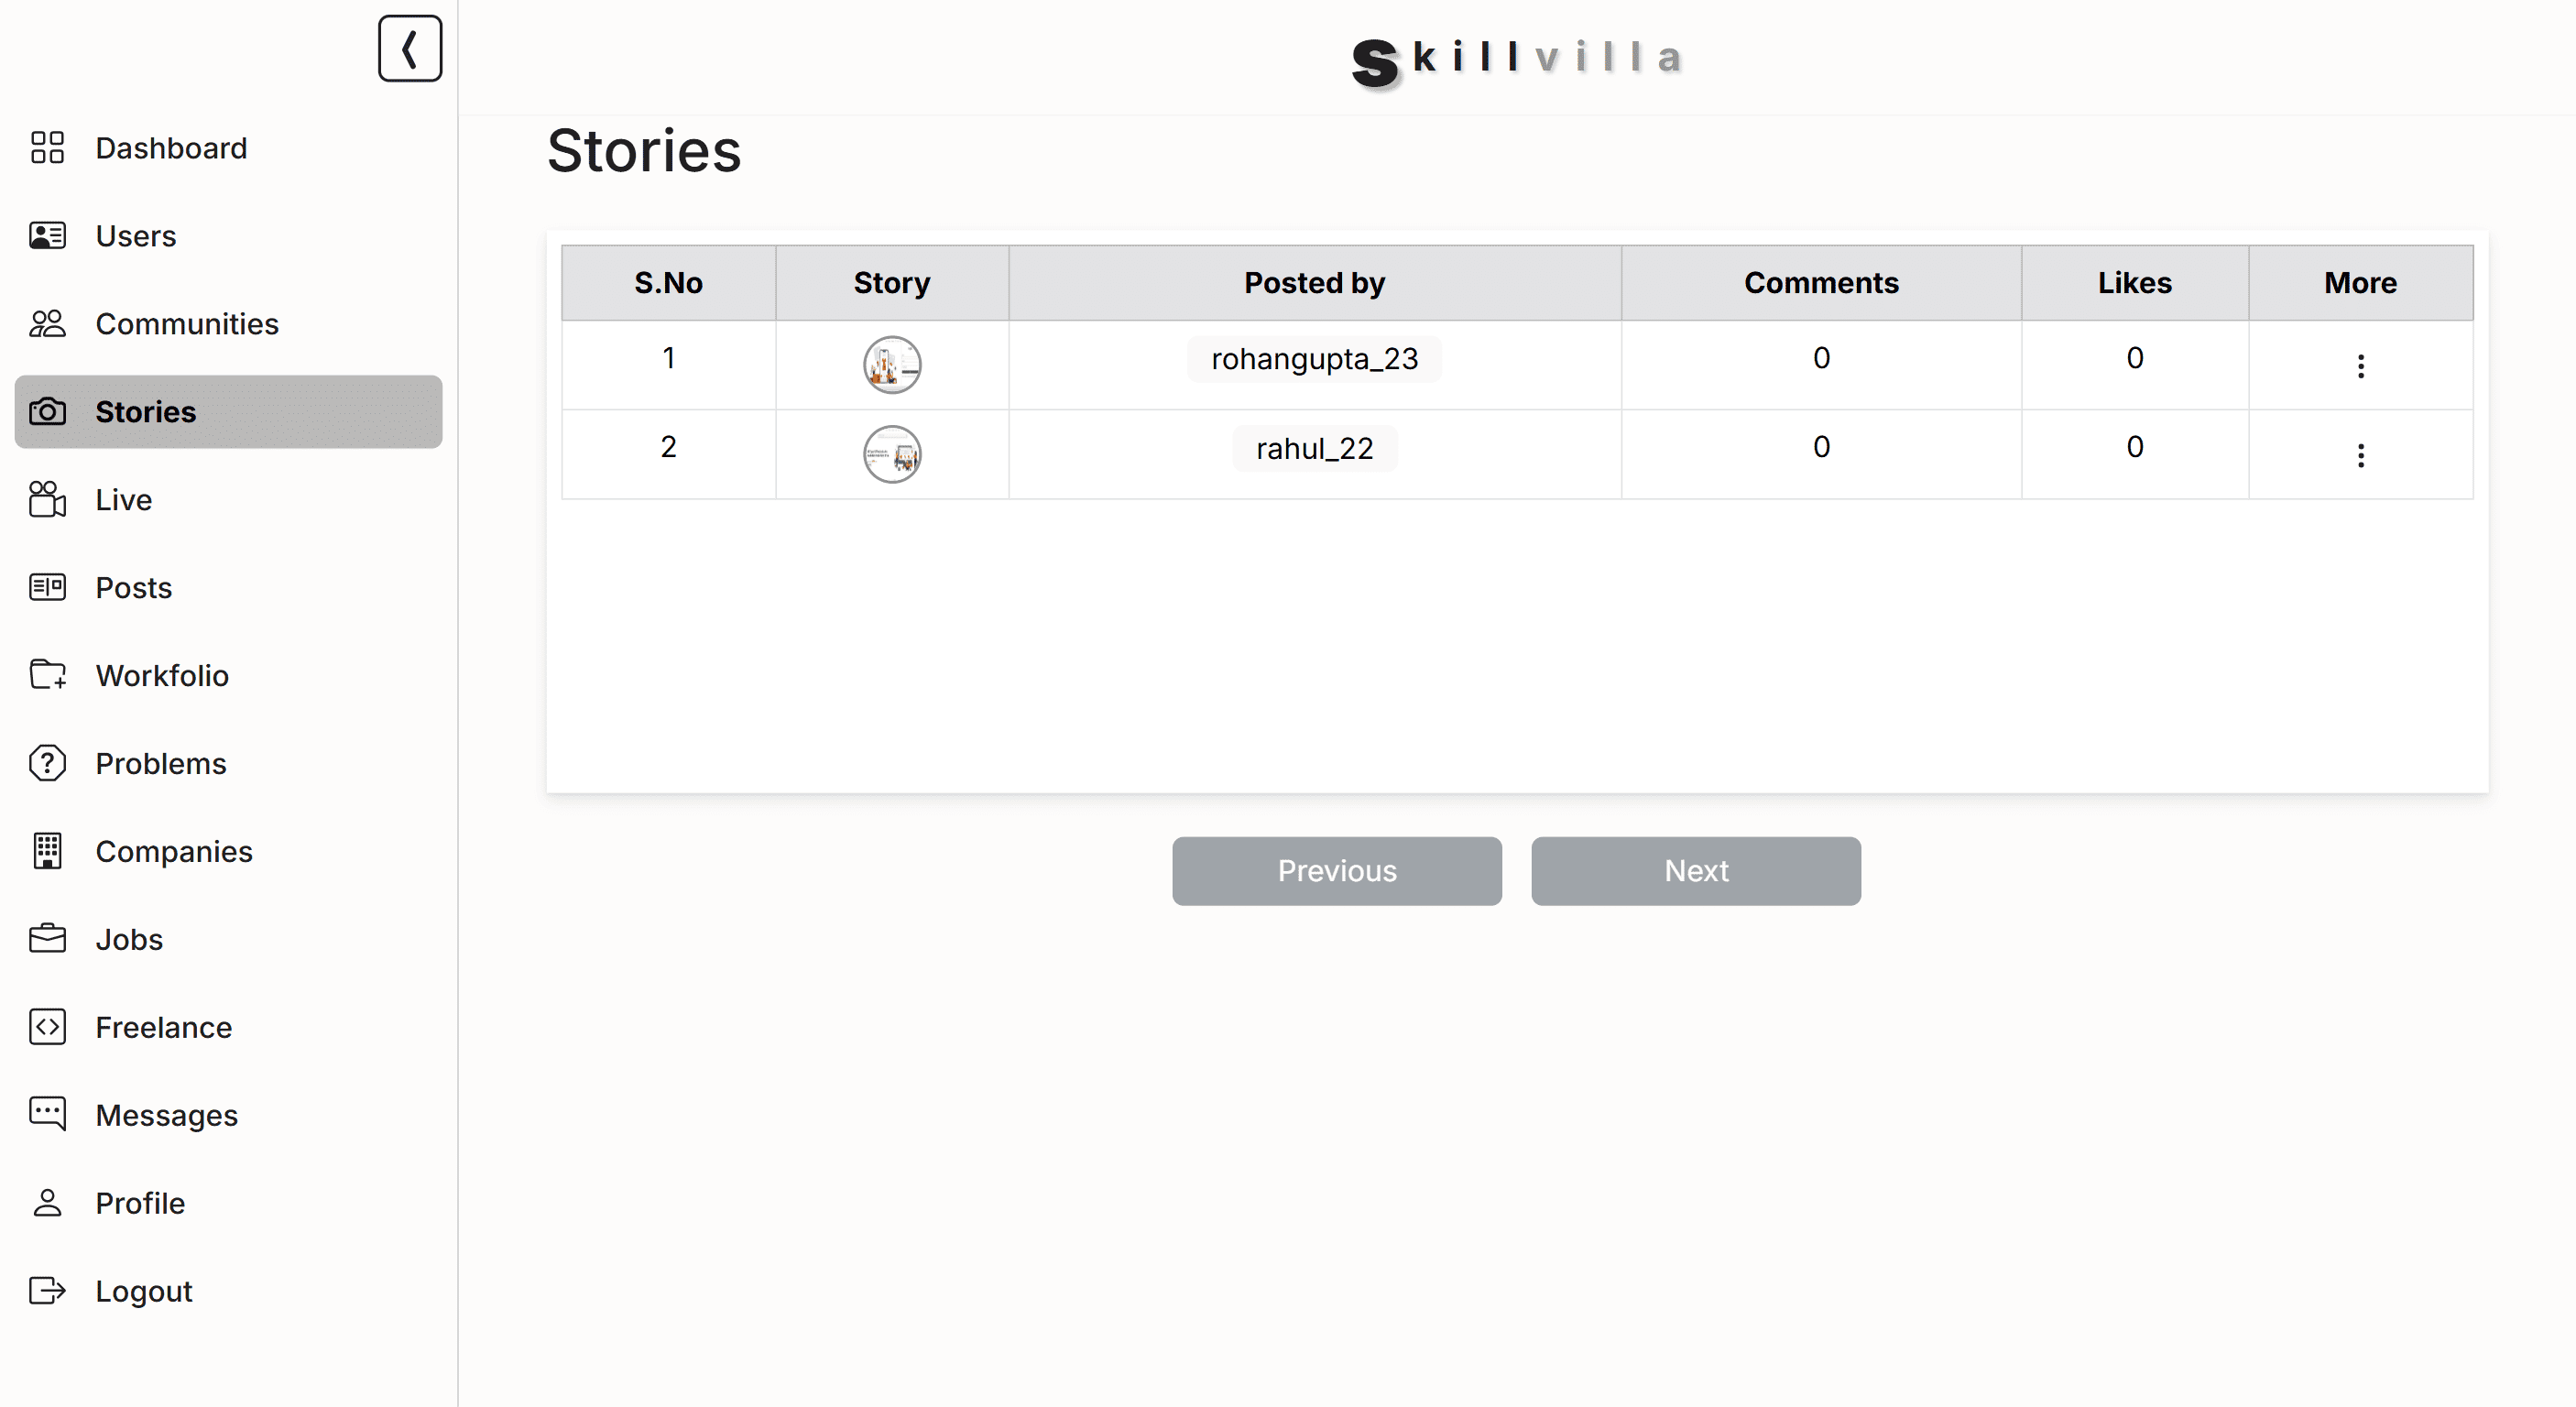 Skillvilla
Dashboard
Users
Communities
Stories
Live
Posts
Workfolio
Problems
Companies
Jobs
Freelance
Messages
Profile
Logout
Stories
S.No Story Posted by Comments Likes More
1 rohangupta_23 0 0
2 rahul_22 0 0
Previous Next